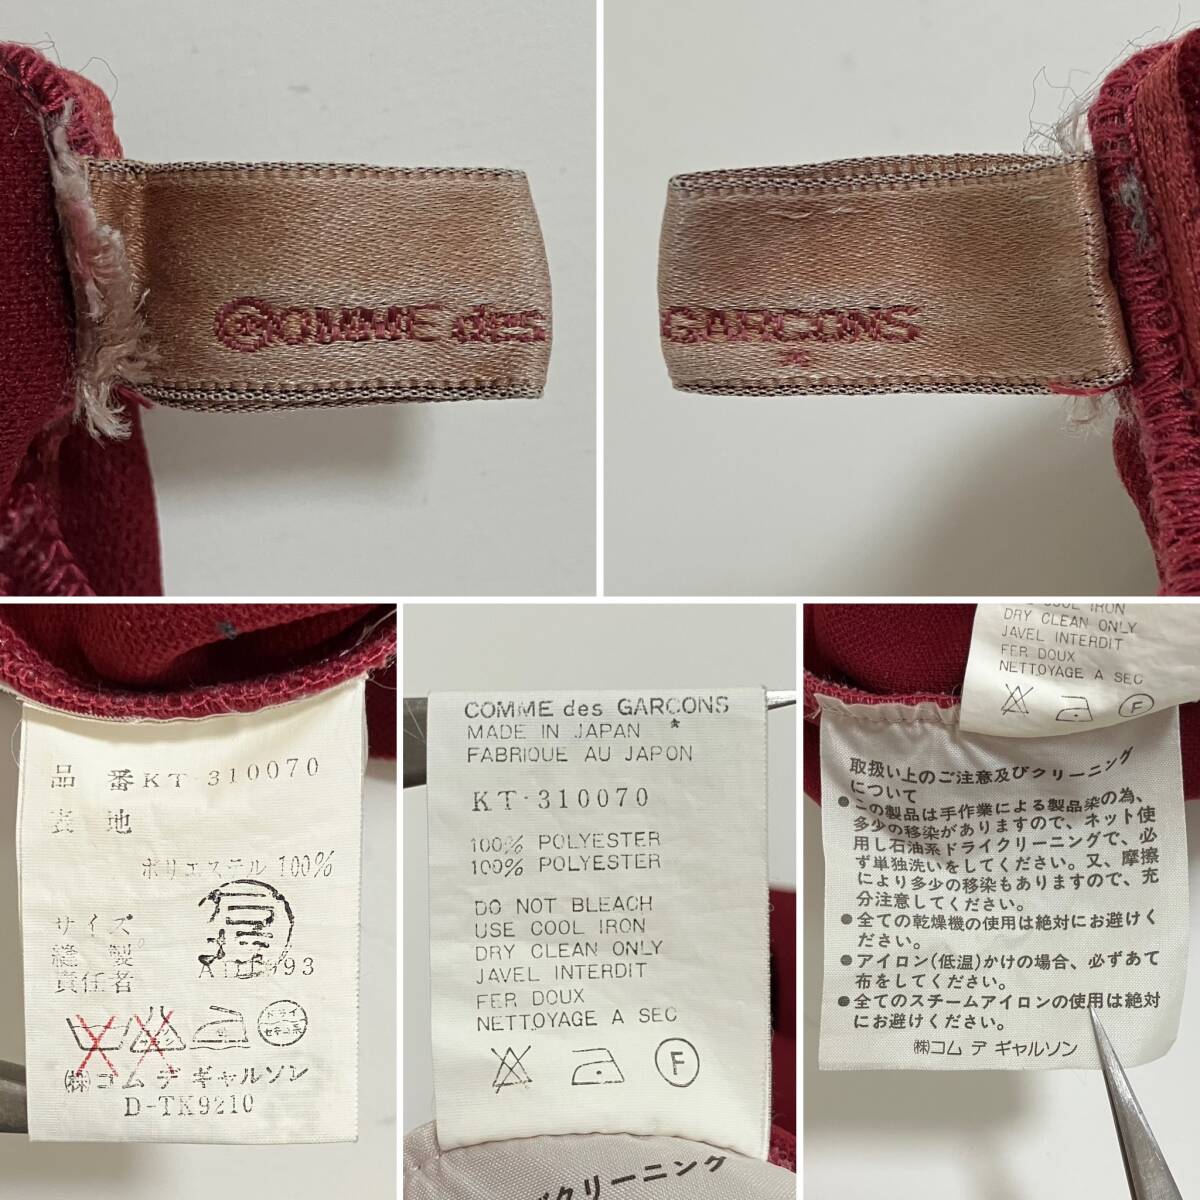 COMME des
GARCONS
*
品 番 KT-310070
表 地
ポリエステル 100%
サイズ
縫 製
責任者
ドライ
セキユ系
㈱コム デ ギャルソン
D-TK9210
COMME des GARCONS
*
MADE IN JAPAN
FABRIQUE AU JAPON
KT-310070
100% POLYESTER
100% POLYESTER
DO NOT BLEACH
USE COOL IRON
DRY CLEAN ONLY
JAVEL INTERDIT
FER DOUX
NETTOYAGE A SEC
F
クリーニング
COOL IRON
DRY CLEAN ONLY
JAVEL INTERDIT
FER DOUX
NETTOYAGE A SEC
F
取扱い上のご注意及びクリーニング
について
●この製品は手作業による製品染の為、
多少の移染がありますので、ネット使
用し石油系ドライクリーニングで、必
ず単独洗いをしてください。又、摩擦
により多少の移染もありますので、充
分注意してください。
●全ての乾燥機の使用は絶対にお避けく
ださい。
●アイロン(低温)かけの場合、必ずあて
布をしてください。
●全てのスチームアイロンの使用は絶対
にお避けください。
㈱コム デ ギャルソン